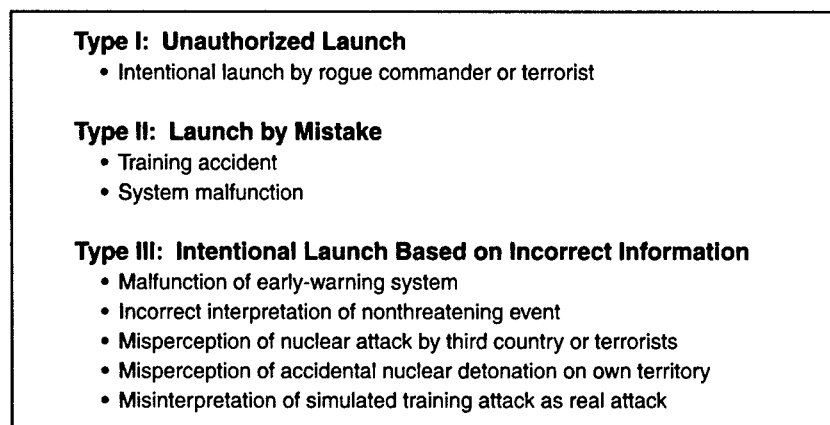 Type I: Unauthorized Launch
• Intentional launch by rogue commander or terrorist
Type II: Launch by Mistake
• Training accident
• System malfunction
Type III: Intentional Launch Based on Incorrect Information
• Malfunction of early-warning system
• Incorrect interpretation of nonthreatening event
• Misperception of nuclear attack by third country or terrorists
• Misperception of accidental nuclear detonation on own territory
• Misinterpretation of simulated training attack as real attack